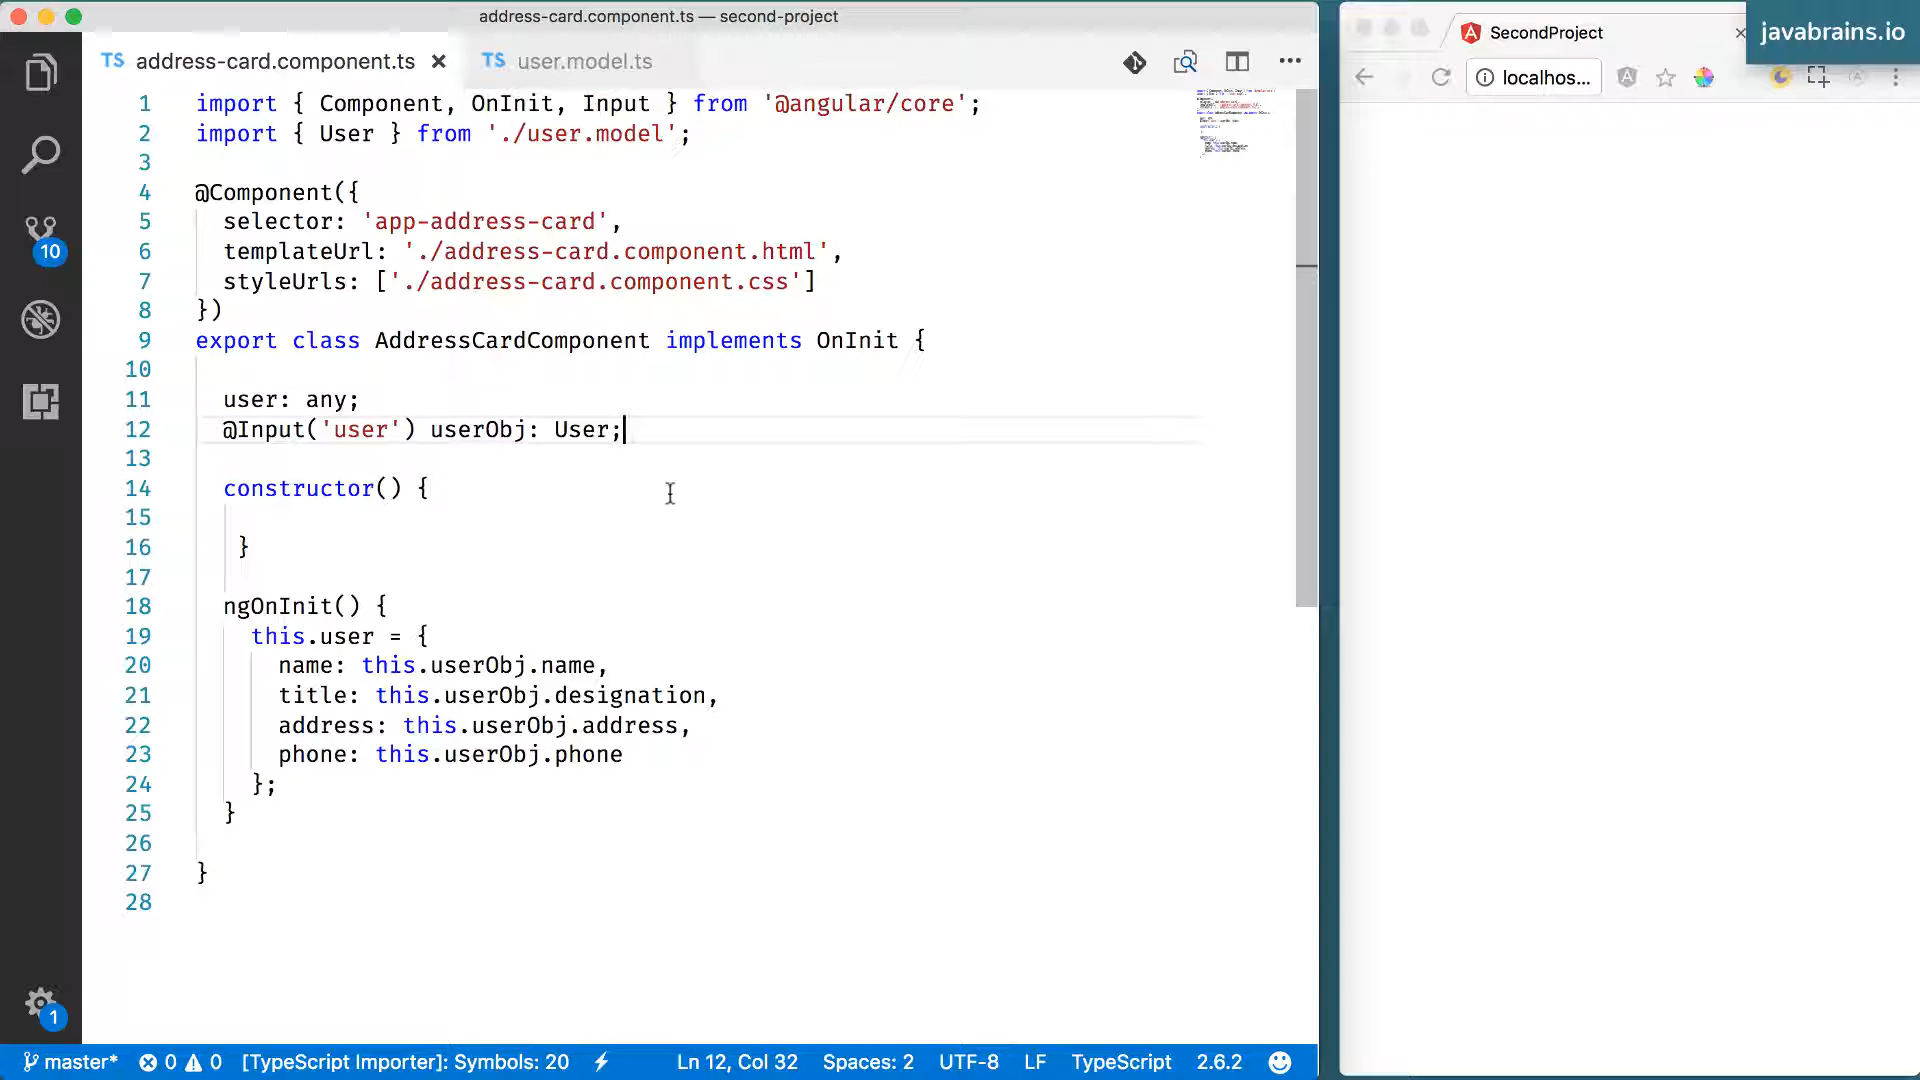 address-card.component.ts — second-project
TS address-card.component.ts × TS user.model.ts
1 import { Component, OnInit, Input } from '@angular/core';
2 import { User } from './user.model';
3
4 @Component({
5 selector: 'app-address-card',
6 templateUrl: './address-card.component.html',
7 styleUrls: ['./address-card.component.css']
8 })
9 export class AddressCardComponent implements OnInit {
10
11 user: any;
12 @Input('user') userObj: User;
13
14 constructor() {
15
16 }
17
18 ngOnInit() {
19 this.user = {
20 name: this.userObj.name,
21 title: this.userObj.designation,
22 address: this.userObj.address,
23 phone: this.userObj.phone
24 };
25 }
26
27 }
28
10
1
master* 0 0 [TypeScript Importer]: Symbols: 20 Ln 12, Col 32 Spaces: 2 UTF-8 LF TypeScript 2.6.2
SecondProject ×
javabrains.io
localhos...